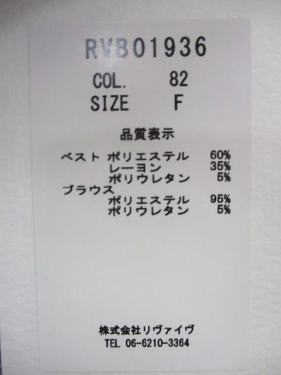 RVB01936
COL. 82
SIZE F
品質表示
ベスト ポリエステル 60%
レーヨン 35%
ポリウレタン 5%
ブラウス
ポリエステル 95%
ポリウレタン 5%
株式会社リヴァイヴ
TEL 06-6210-3364